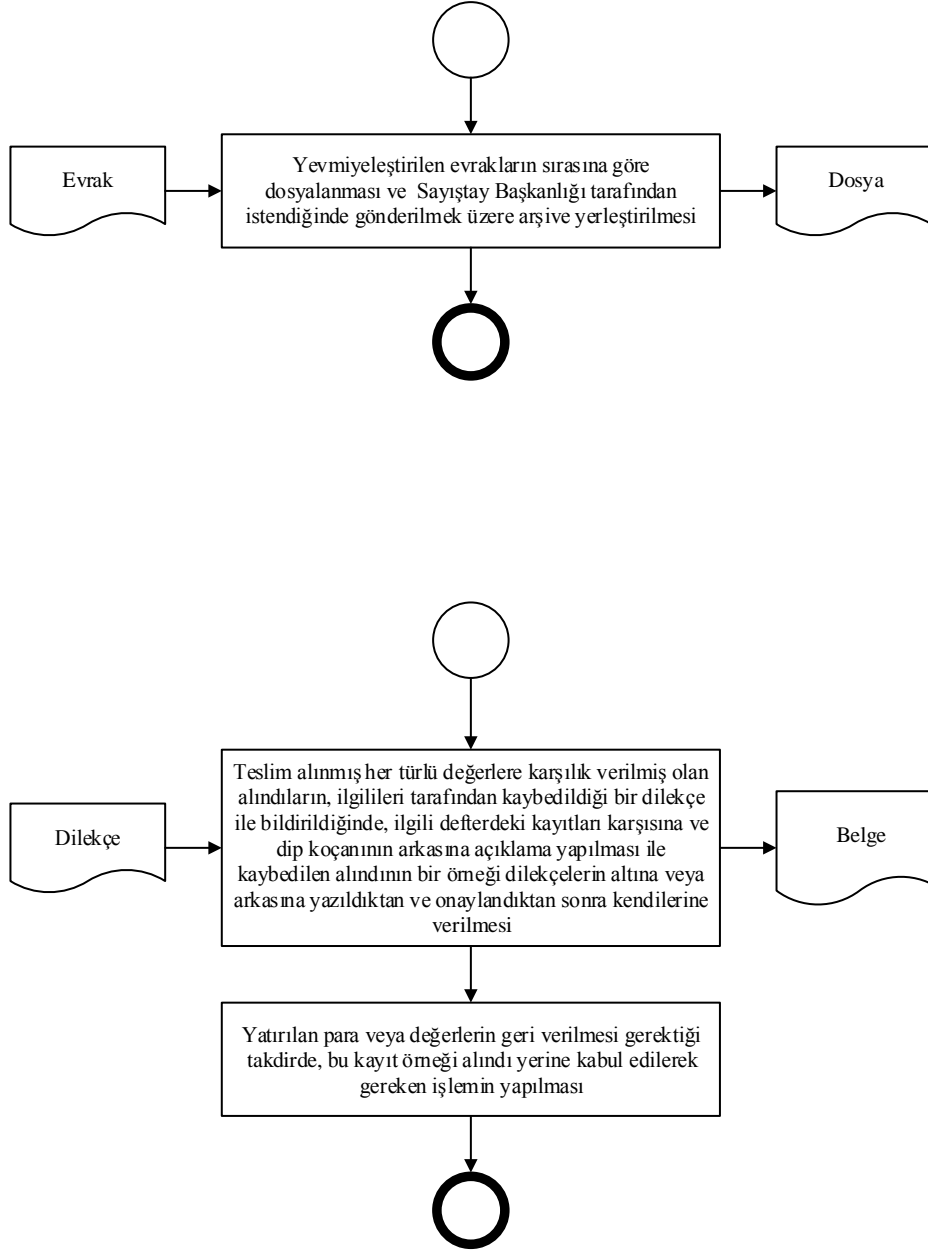 Evrak
Yevmiyeleştirilen evrakların sırasına göre
dosyalanması ve Sayıştay Başkanlığı tarafından
istendiğinde gönderilmek üzere arşive yerleştirilmesi
Dosya
Dilekçe
Teslim alınmış her türlü değerlere karşılık verilmiş olan
alındıların, ilgilileri tarafından kaybedildiği bir dilekçe
ile bildirildiğinde, ilgili defterdeki kayıtları karşısına ve
dip koçanının arkasına açıklama yapılması ile
kaybedilen alındının bir örneği dilekçelerin altına veya
arkasına yazıldıktan ve onaylandıktan sonra kendilerine
verilmesi
Belge
Yatırılan para veya değerlerin geri verilmesi gerektiği
takdirde, bu kayıt örneği alındı yerine kabul edilerek
gereken işlemin yapılması